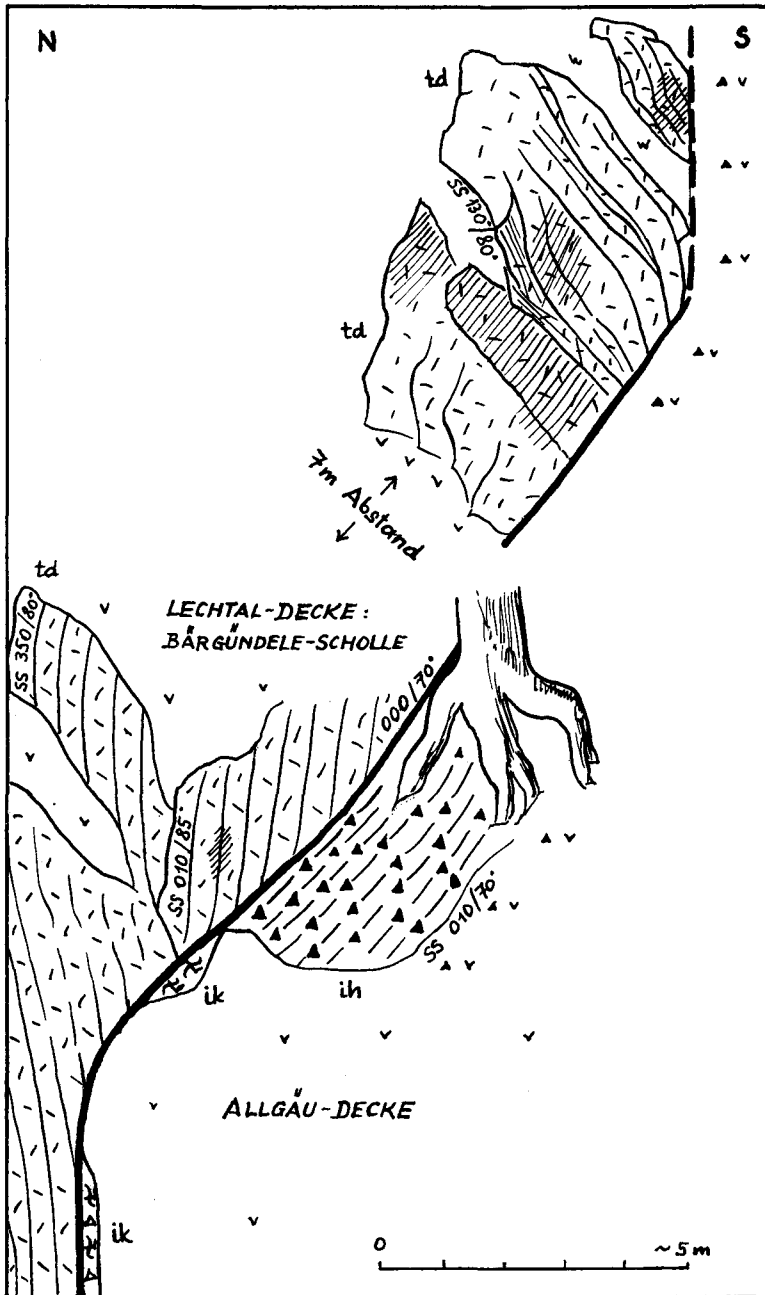 N
S
td
w
w
SS 130°/80°
td
7m Abstand
td
LECHTAL-DECKE:
BÄRGÜNDELE-SCHOLLE
SS 350/80°
000/70°
SS 010/85°
SS 010/70°
ik
ih
ALLGÄU-DECKE
ik
0
~5m